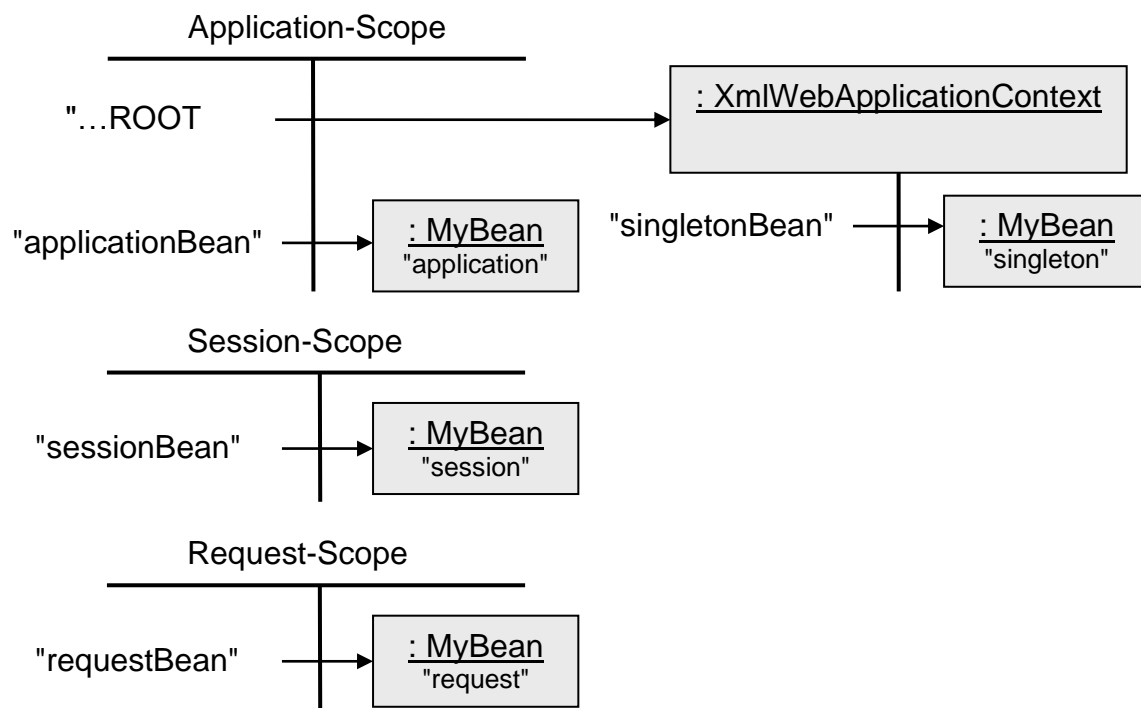 Application-Scope
"…ROOT
: XmlWebApplicationContext
"applicationBean"
: MyBean
"application"
"singletonBean"
: MyBean
"singleton"
Session-Scope
"sessionBean"
: MyBean
"session"
Request-Scope
"requestBean"
: MyBean
"request"